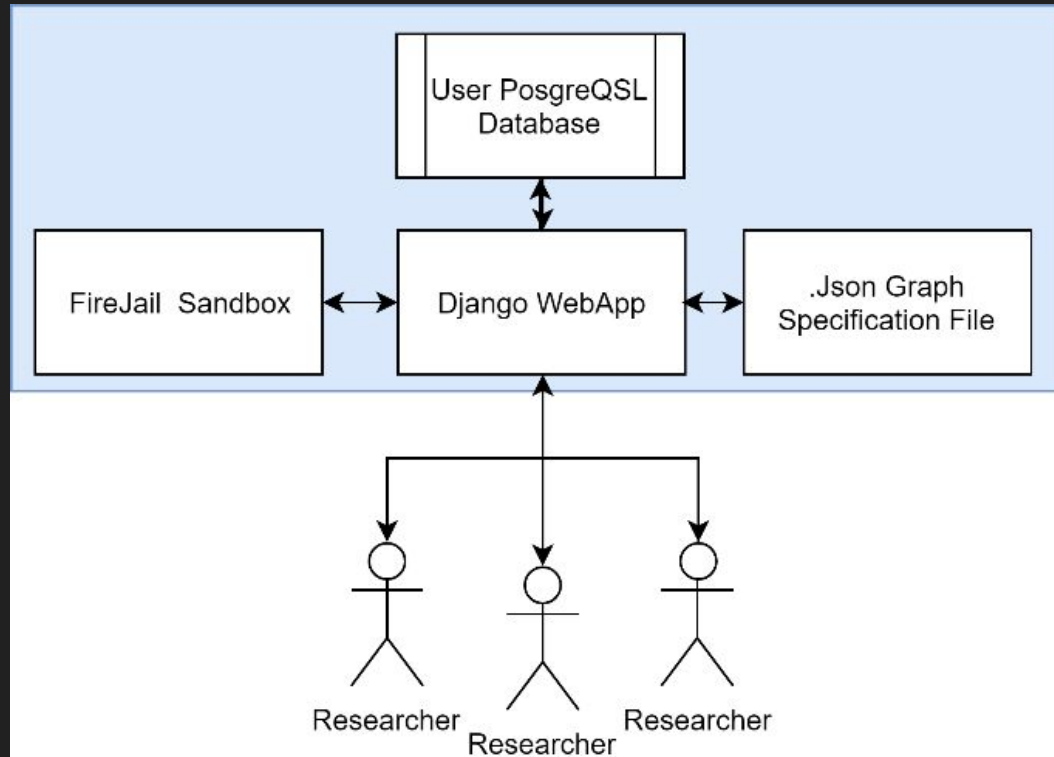 User PosgreQSL
Database
FireJail Sandbox
Django WebApp
.Json Graph
Specification File
Researcher
Researcher
Researcher